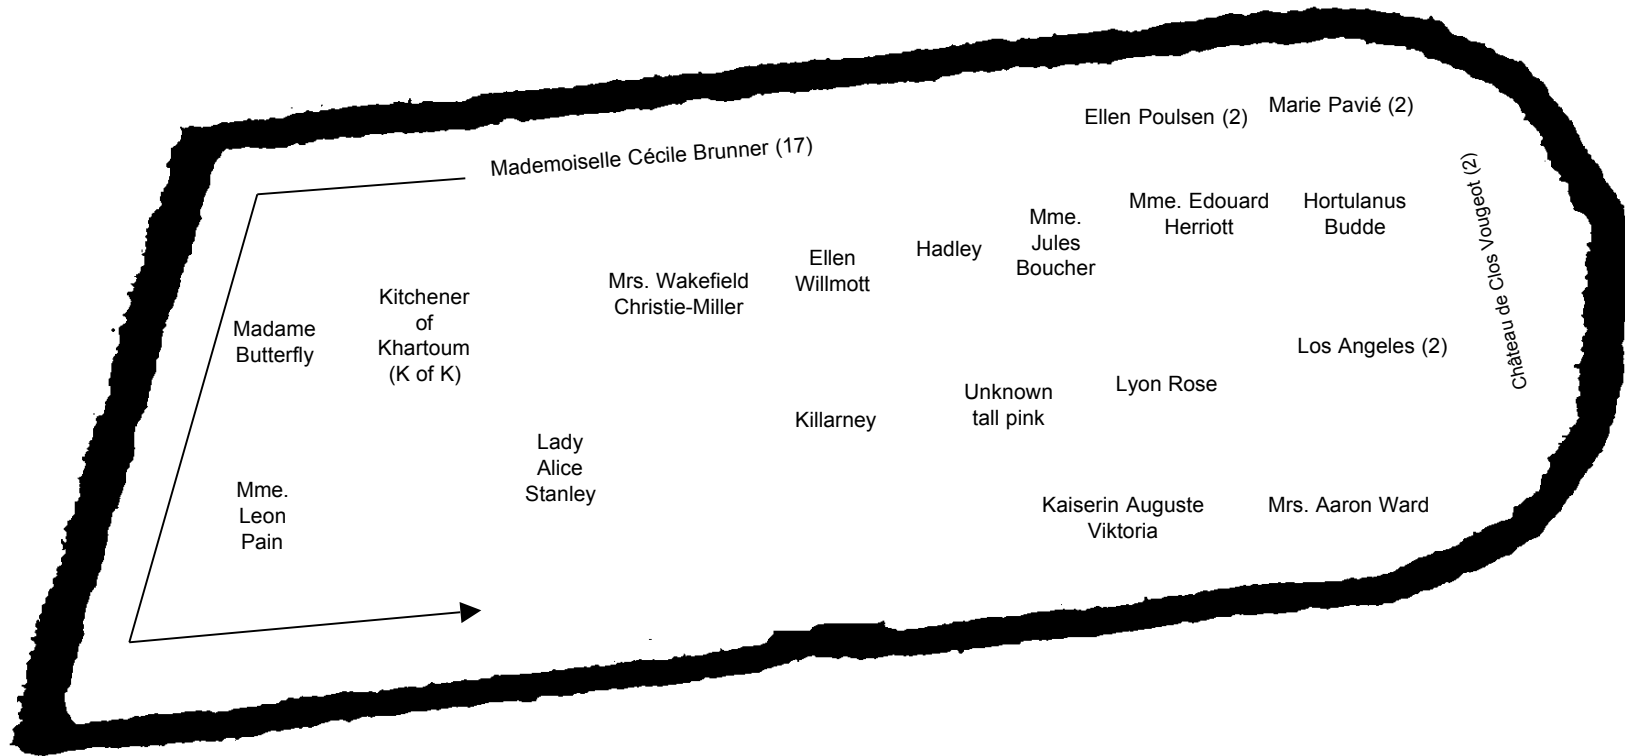 Marie Pavié (2)
Ellen Poulsen (2)
Mademoiselle Cécile Brunner (17)
Château de Clos Vougeot (2)
Mme. Edouard
Herriott
Hortulanus
Budde
Mme.
Jules
Boucher
Hadley
Ellen
Willmott
Mrs. Wakefield
Christie-Miller
Kitchener
of
Khartoum
(K of K)
Madame
Butterfly
Los Angeles (2)
Lyon Rose
Unknown
tall pink
Killarney
Lady
Alice
Stanley
Mme.
Leon
Pain
Kaiserin Auguste
Viktoria
Mrs. Aaron Ward